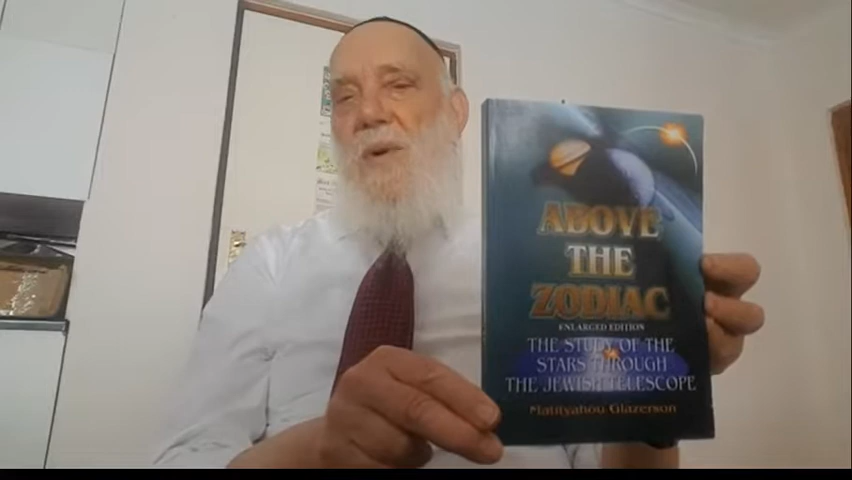 ABOVE
THE
ZODIAC
ENLARGED EDITION
THE STUDY OF THE
STARS THROUGH
THE JEWISH TELESCOPE
Matityahou Glazerson